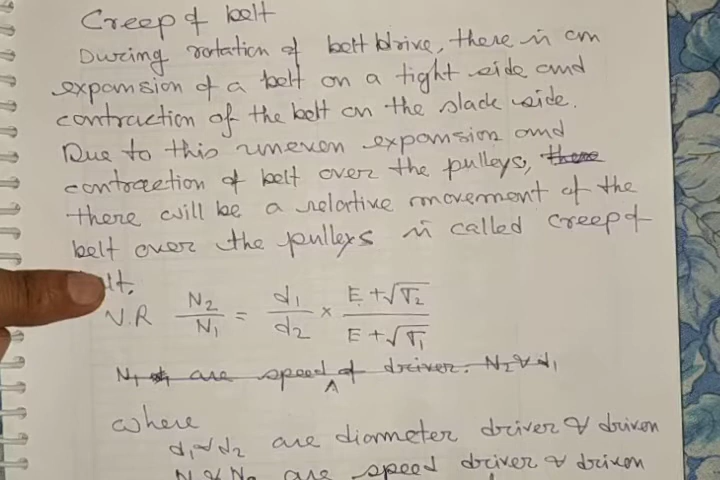 Creep of belt
During rotation of belt drive, there is an
expansion of a belt on a tight side and
contraction of the belt on the slack side.
Due to this uneven expansion and
contraction of belt over the pulleys, there
there will be a relative movement of the
belt over the pulleys is called creep of
lt.
V.R N2/N1 = d1/d2 × E+√σ2/E+√σ1
N1 are speed of driver. N2 & d1
where
d1 & d2 are diameter driver & driven
N & N2 are speed driver & driven